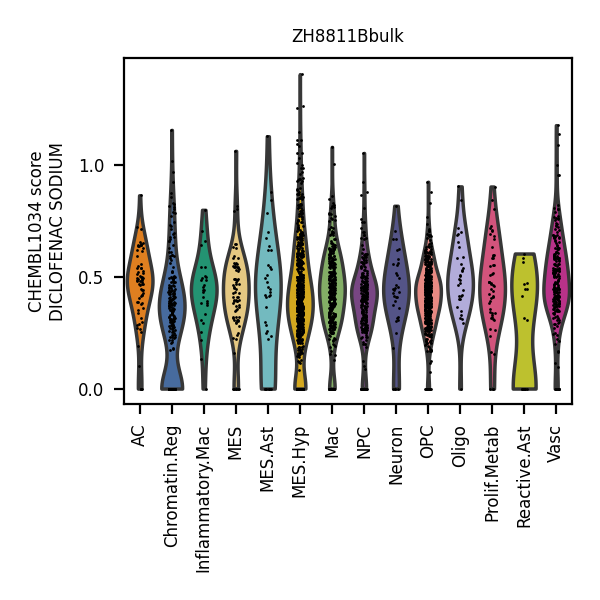 ZH8811Bbulk
CHEMBL1034 score
DICLOFENAC SODIUM
1.0
0.5
0.0
AC
Chromatin.Reg
Inflammatory.Mac
MES
MES.Ast
MES.Hyp
Mac
NPC
Neuron
OPC
Oligo
Prolif.Metab
Reactive.Ast
Vasc